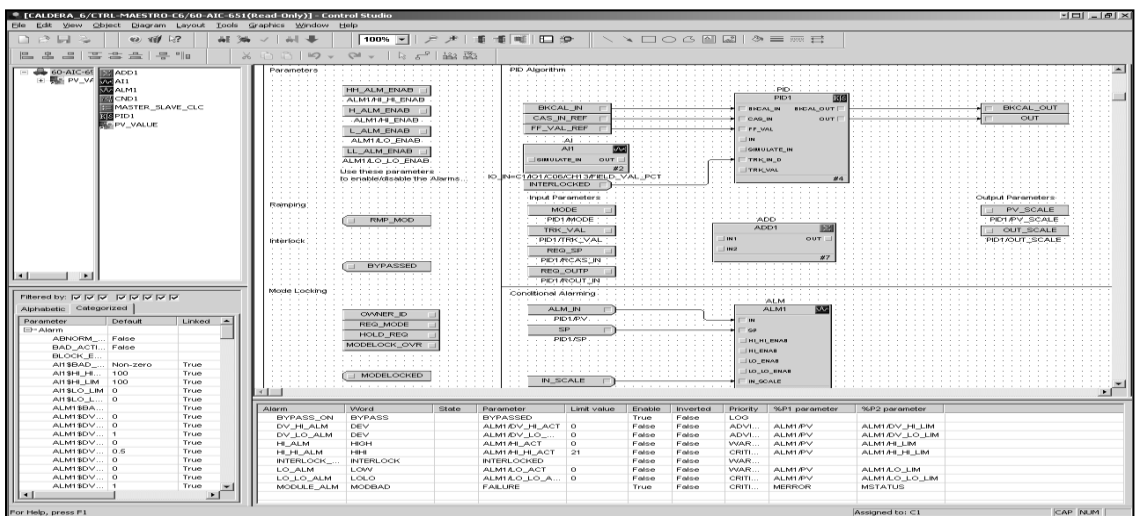 [CALDERA_6/CTRL-MAESTRO-C6/60-AIC-651(Read-Only)] - Control Studio
File Edit View Object Diagram Layout Tools Graphics Window Help
100%
60-AIC-65
PV_VA
ADD1
AI1
ALM1
CND1
MASTER_SLAVE_CLC
PID1
PV_VALUE
Parameters
HH_ALM_ENAB
ALM1/HI_HI_ENAB
H_ALM_ENAB
ALM1/HI_ENAB
L_ALM_ENAB
ALM1/LO_ENAB
LL_ALM_ENAB
ALM1/LO_LO_ENAB
Use these parameters
to enable/disable the Alarms...
Ramping
RMP_MOD
Interlock
BYPASSED
Mode Locking
OWNER_ID
REQ_MODE
HOLD_REQ
MODELOCK_OVR
MODELOCKED
PID Algorithm
BKCAL_IN
CAS_IN_REF
FF_VAL_REF
AI
AI1
SIMULATE_IN OUT
#2
IO_IN=C1/IO1/C06/CH13/FIELD_VAL_PCT
INTERLOCKED
PID
PID1
BKCAL_IN BKCAL_OUT
CAS_IN OUT
FF_VAL
IN
SIMULATE_IN
TRK_IN_D
TRK_VAL
#4
BKCAL_OUT
OUT
Input Parameters
MODE
PID1/MODE
TRK_VAL
PID1/TRK_VAL
REQ_SP
PID1/RCAS_IN
REQ_OUTP
PID1/ROUT_IN
ADD
ADD1
IN1 OUT
IN2
#7
Output Parameters
PV_SCALE
PID1/PV_SCALE
OUT_SCALE
PID1/OUT_SCALE
Conditional Alarming
ALM_IN
PID1/PV
SP
PID1/SP
IN_SCALE
ALM
ALM1
IN
SP
HI_HI_ENAB
HI_ENAB
LO_ENAB
LO_LO_ENAB
IN_SCALE
Filtered by:
Alphabetic Categorized
Parameter Default Linked
Alarm
ABNORM_... False
BAD_ACTI... False
BLOCK_E...
AI1$BAD_... Non-zero True
AI1$HI_HI... 100 True
AI1$HI_LIM 100 True
AI1$LO_LIM 0 True
AI1$LO_L... 0 True
ALM1$BA... True
ALM1$DV... 0 True
ALM1$DV... 1 True
ALM1$DV... 0 True
ALM1$DV... 0.5 True
ALM1$DV... 0 True
ALM1$DV... 0 True
ALM1$DV... 0 True
Alarm Word State Parameter Limit value Enable Inverted Priority %P1 parameter %P2 parameter
BYPASS_ON BYPASS BYPASSED True False LOG
DV_HI_ALM DEV ALM1/DV_HI_ACT 0 False False ADVI... ALM1/PV ALM1/DV_HI_LIM
DV_LO_ALM DEV ALM1/DV_LO_... 0 False False ADVI... ALM1/PV ALM1/DV_LO_LIM
HI_ALM HIGH ALM1/HI_ACT 0 False False WAR... ALM1/PV ALM1/HI_LIM
HI_HI_ALM HIHI ALM1/HI_HI_ACT 21 False False CRITI... ALM1/PV ALM1/HI_HI_LIM
INTERLOCK_... INTERLOCK INTERLOCKED False False WAR...
LO_ALM LOW ALM1/LO_ACT 0 False False WAR... ALM1/PV ALM1/LO_LIM
LO_LO_ALM LOLO ALM1/LO_LO_A... 0 False False CRITI... ALM1/PV ALM1/LO_LO_LIM
MODULE_ALM MODBAD FAILURE True False CRITI... MERROR MSTATUS
For Help, press F1
Assigned to: C1
CAP NUM